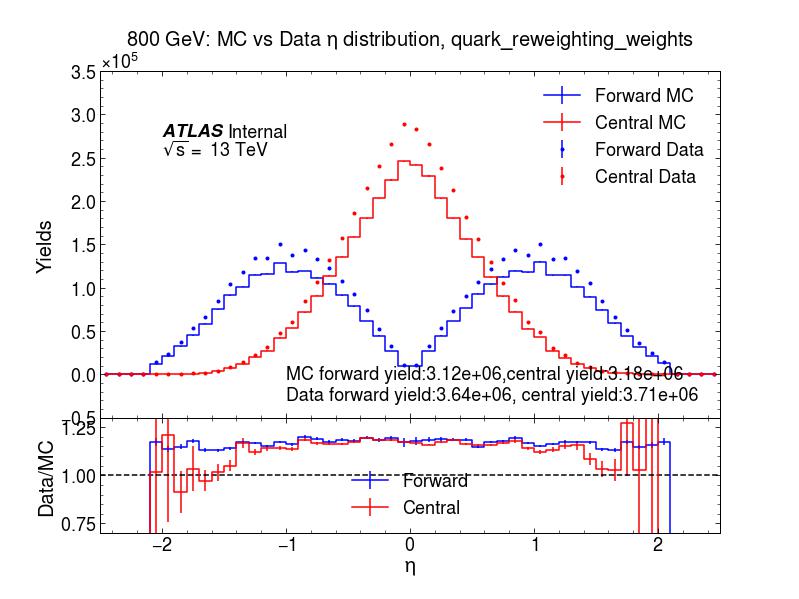 800 GeV: MC vs Data η distribution, quark_reweighting_weights
×10⁵
3.5
3.0
2.5
2.0
1.5
1.0
0.5
0.0
0.5
Yields
ATLAS Internal
√s = 13 TeV
Forward MC
Central MC
Forward Data
Central Data
MC forward yield:3.12e+06,central yield:3.18e+06
Data forward yield:3.64e+06, central yield:3.71e+06
1.25
1.00
0.75
Data/MC
Forward
Central
−2 −1 0 1 2
η